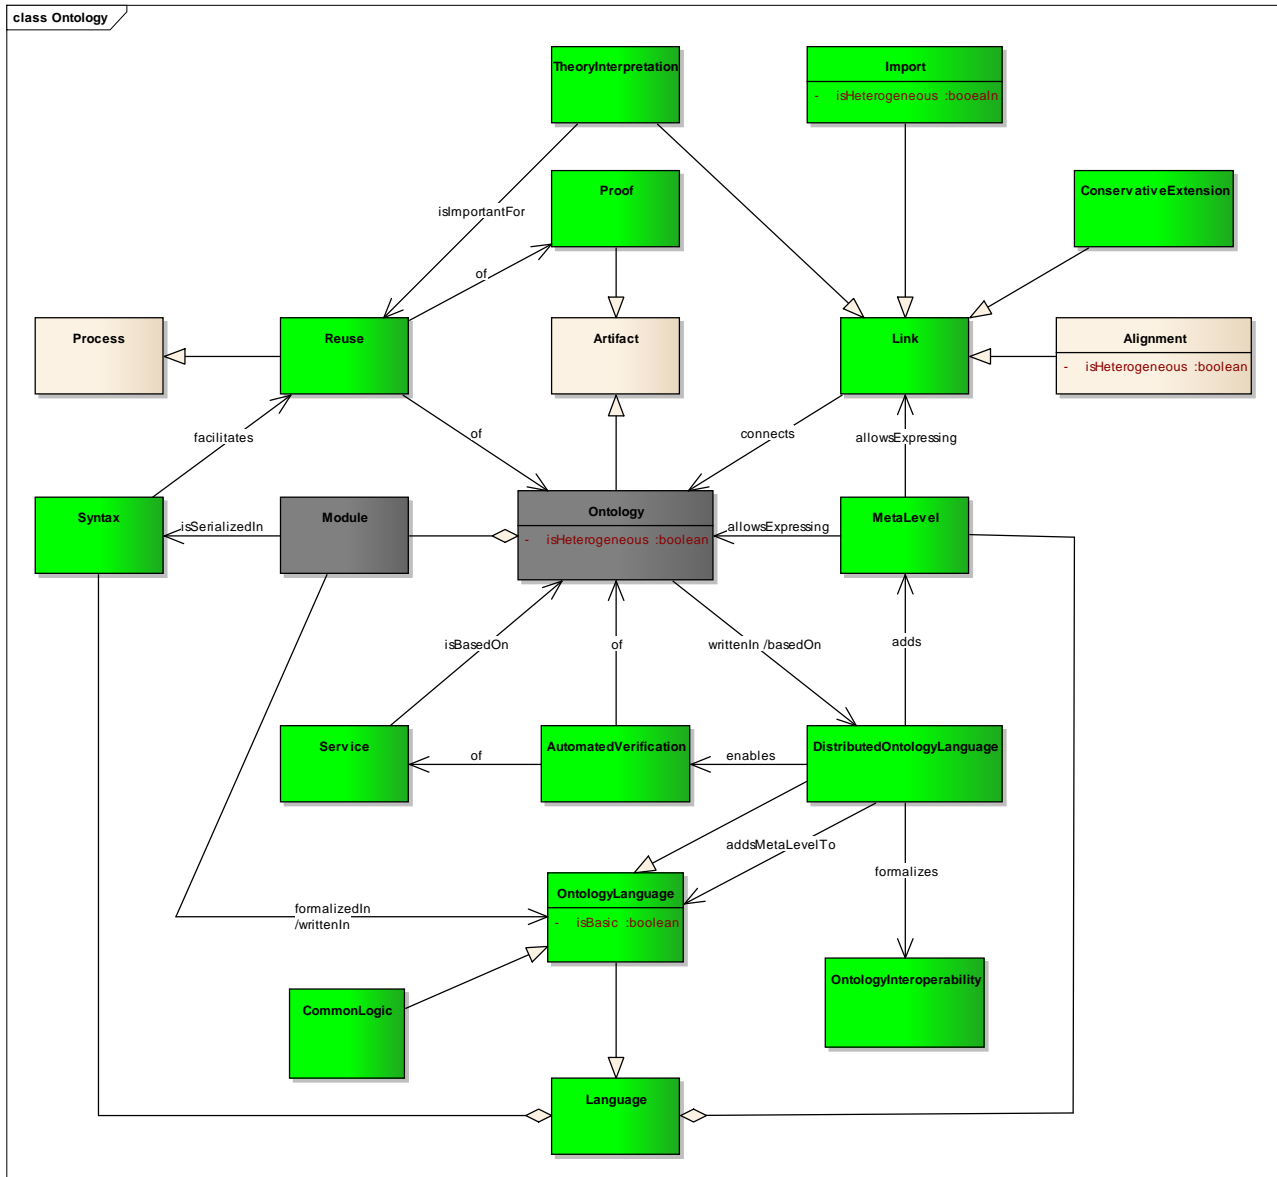 class Ontology
TheoryInterpretation
Import
- isHeterogeneous :booealn
Proof
ConservativeExtension
isImportantFor
of
Process
Reuse
Artifact
Link
Alignment
- isHeterogeneous :boolean
facilitates
of
connects
allowsExpressing
Syntax
isSerializedIn
Module
Ontology
- isHeterogeneous :boolean
allowsExpressing
MetaLevel
isBasedOn
of
writtenIn /basedOn
adds
Service
of
AutomatedVerification
enables
DistributedOntologyLanguage
addsMetaLevelTo
formalizes
OntologyLanguage
- isBasic :boolean
formalizedIn
/writtenIn
OntologyInteroperability
CommonLogic
Language